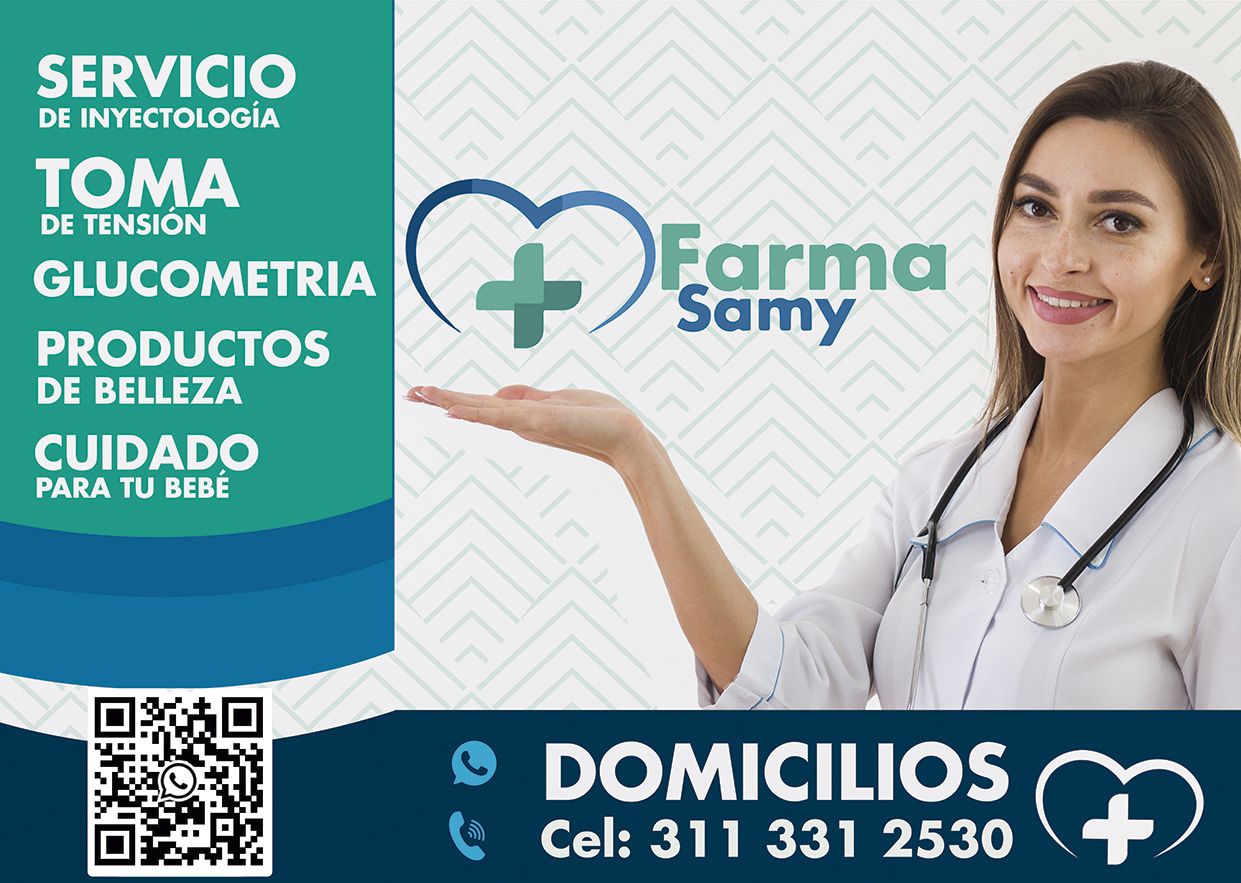 SERVICIO
DE INYECTOLOGÍA
TOMA
DE TENSIÓN
GLUCOMETRIA
PRODUCTOS
DE BELLEZA
CUIDADO
PARA TU BEBÉ
Farma
Samy
DOMICILIOS
Cel: 311 331 2530